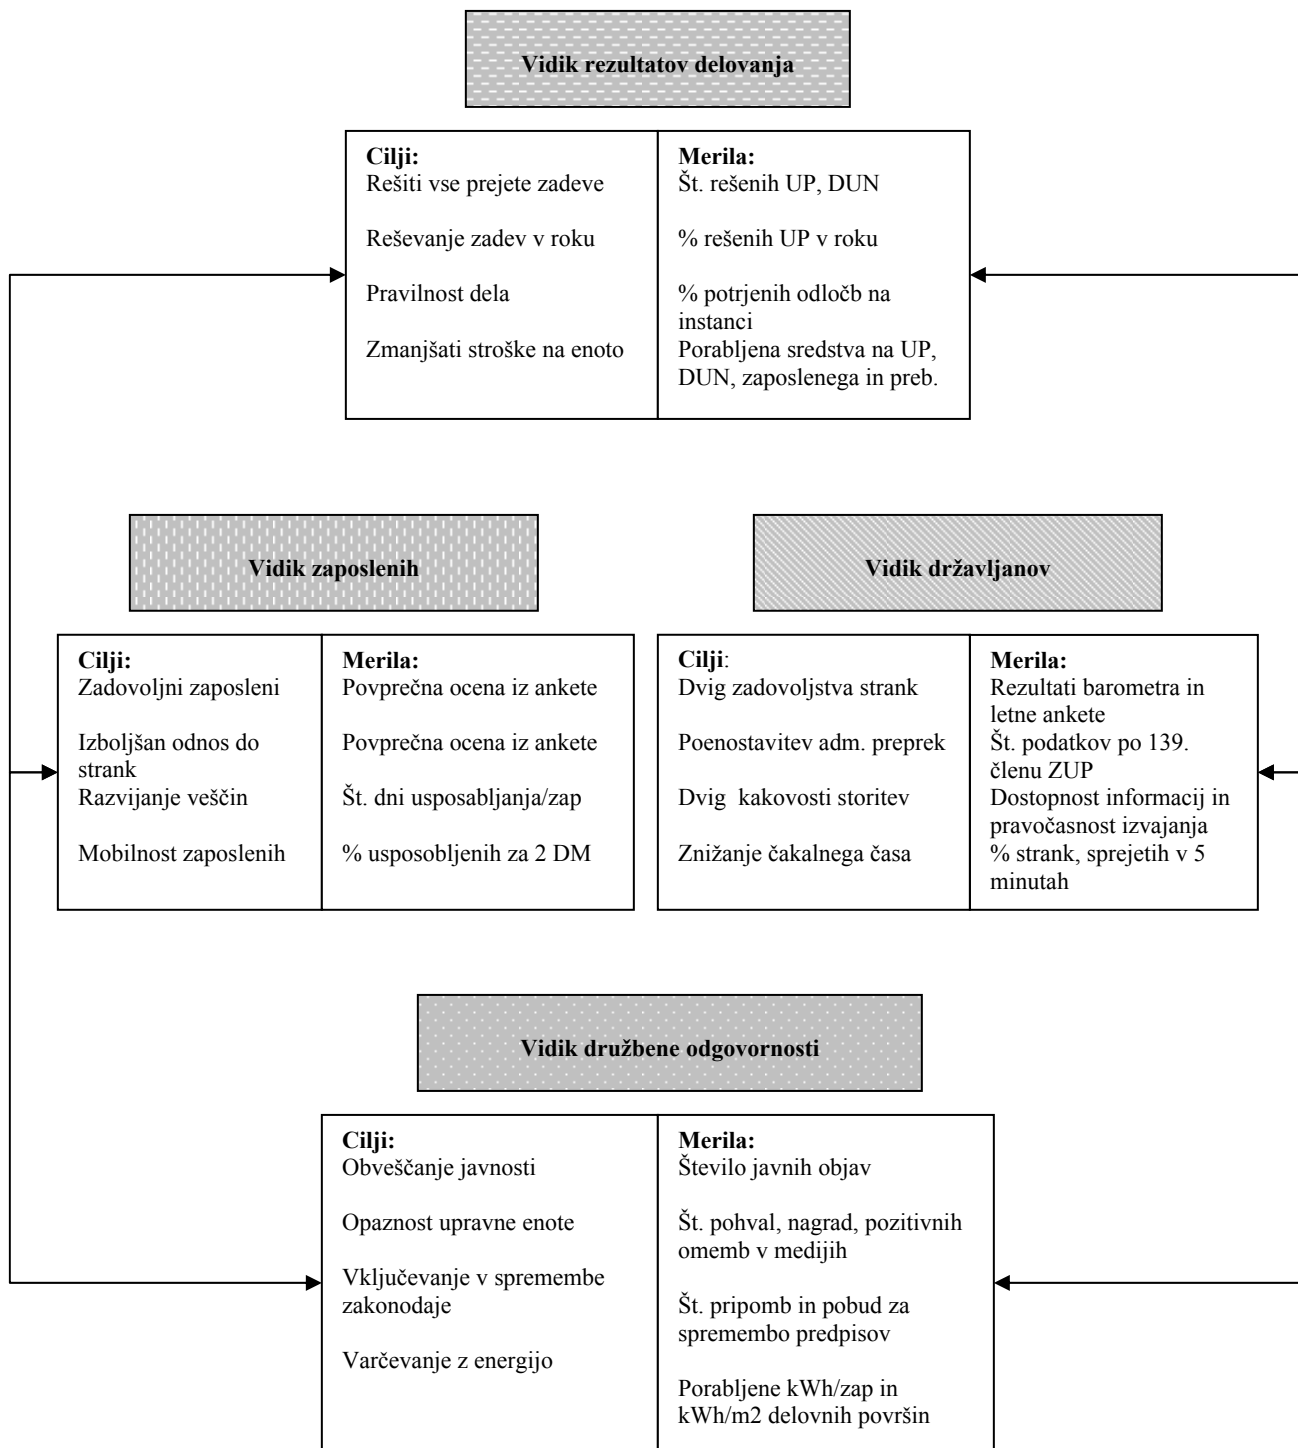 Vidik rezultatov delovanja
Cilji:
Rešiti vse prejete zadeve
Reševanje zadev v roku
Pravilnost dela
Zmanjšati stroške na enoto
Merila:
Št. rešenih UP, DUN
% rešenih UP v roku
% potrjenih odločb na
instanci
Porabljena sredstva na UP,
DUN, zaposlenega in preb.
Vidik zaposlenih
Cilji:
Zadovoljni zaposleni
Izboljšan odnos do
strank
Razvijanje veščin
Mobilnost zaposlenih
Merila:
Povprečna ocena iz ankete
Povprečna ocena iz ankete
Št. dni usposabljanja/zap
% usposobljenih za 2 DM
Vidik državljanov
Cilji:
Dvig zadovoljstva strank
Poenostavitev adm. preprek
Dvig  kakovosti storitev
Znižanje čakalnega časa
Merila:
Rezultati barometra in
letne ankete
Št. podatkov po 139.
členu ZUP
Dostopnost informacij in
pravočasnost izvajanja
% strank, sprejetih v 5
minutah
Vidik družbene odgovornosti
Cilji:
Obveščanje javnosti
Opaznost upravne enote
Vključevanje v spremembe
zakonodaje
Varčevanje z energijo
Merila:
Število javnih objav
Št. pohval, nagrad, pozitivnih
omemb v medijih
Št. pripomb in pobud za
spremembo predpisov
Porabljene kWh/zap in
kWh/m2 delovnih površin